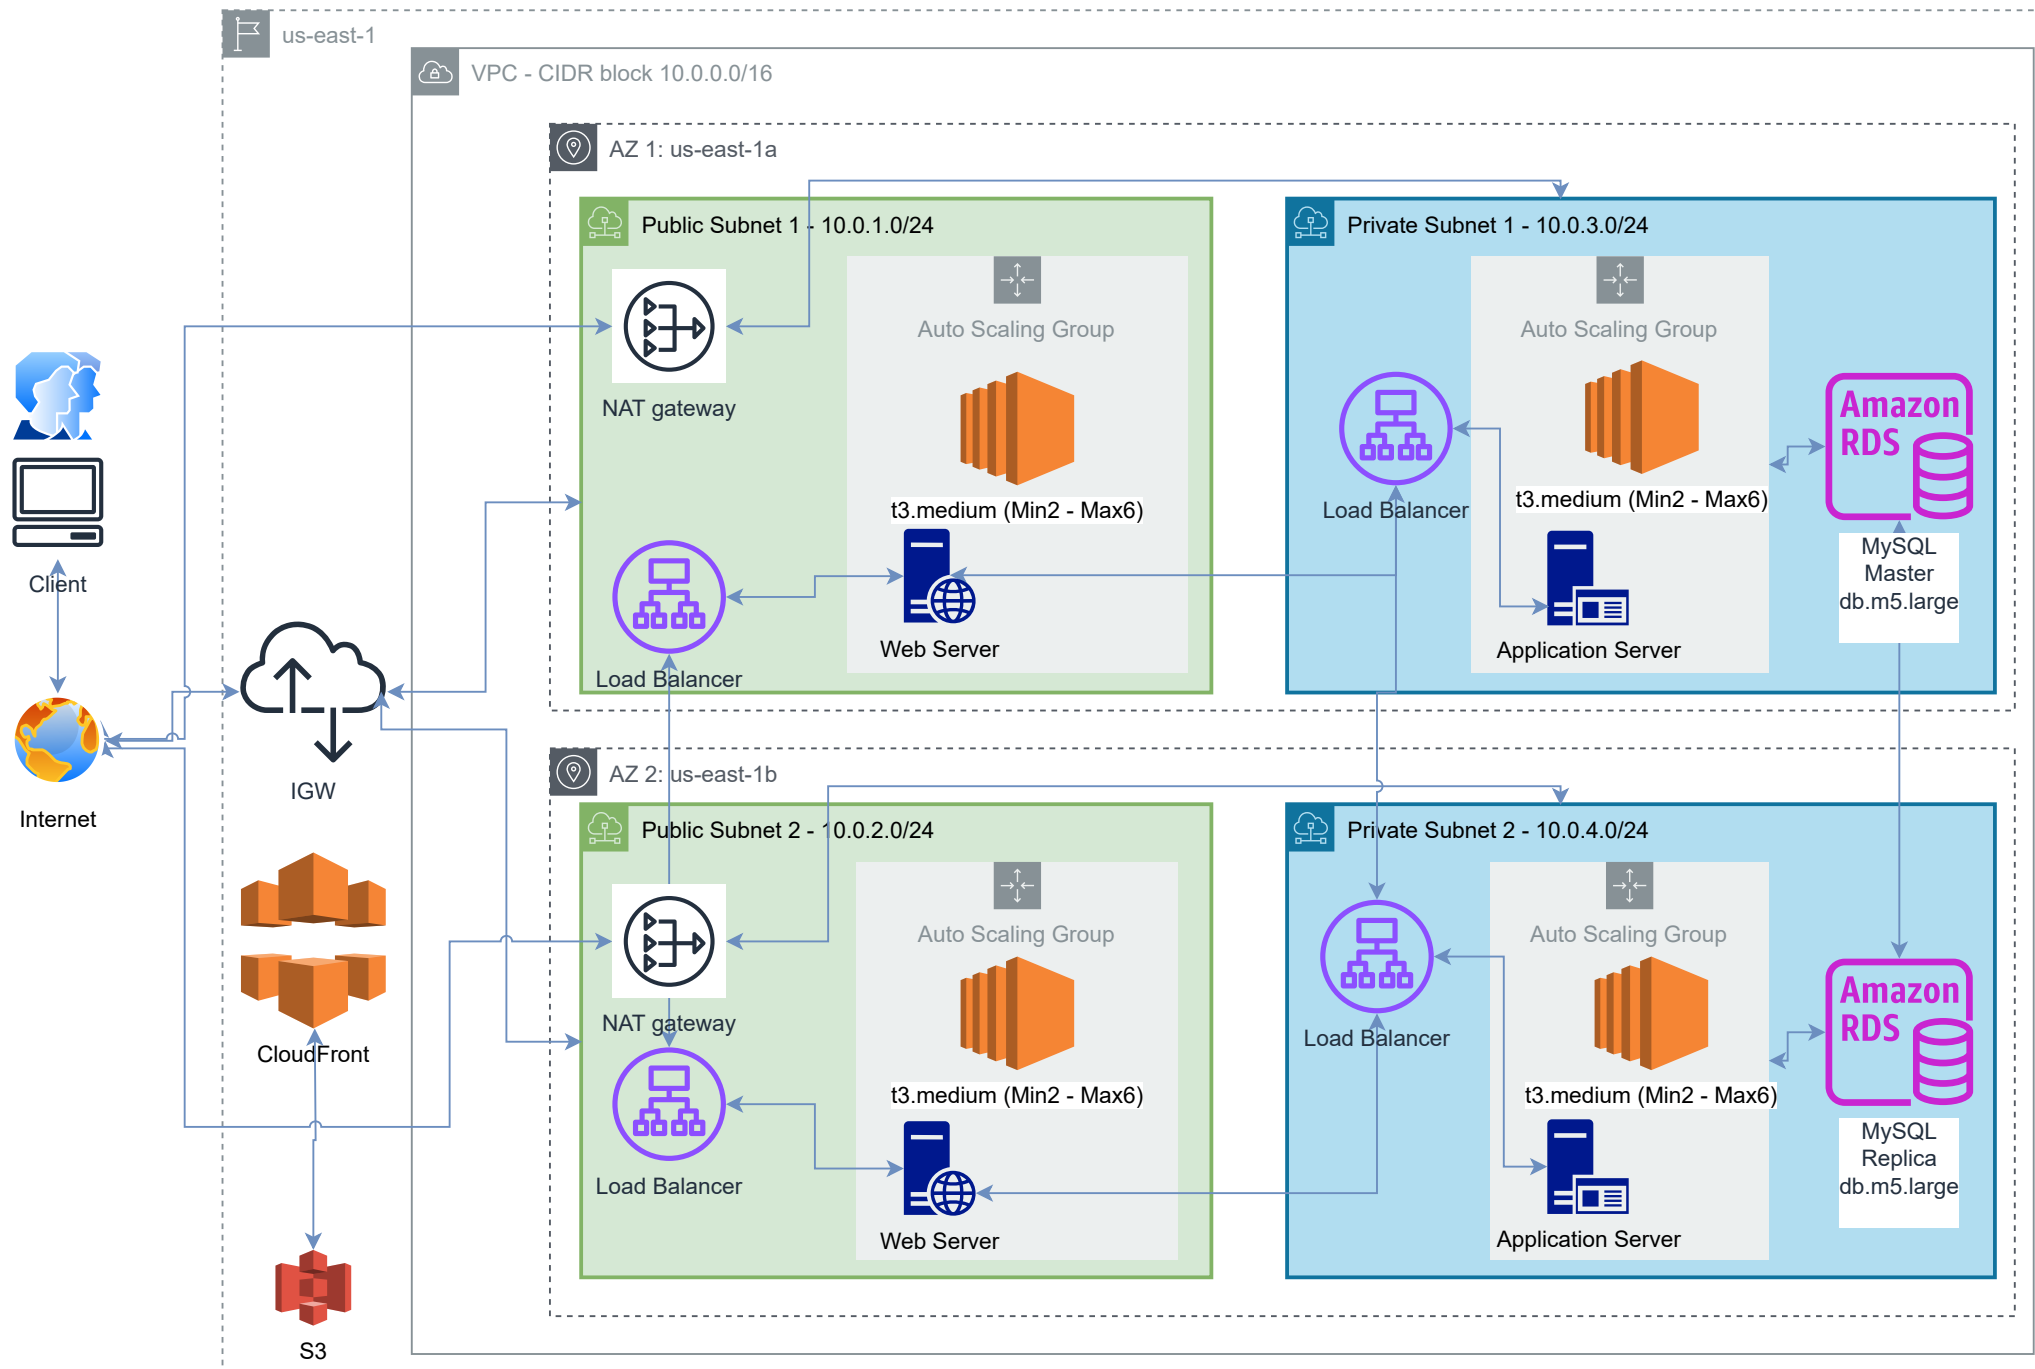 us-east-1
VPC - CIDR block 10.0.0.0/16
AZ 1: us-east-1a
Public Subnet 1 - 10.0.1.0/24
NAT gateway
Auto Scaling Group
t3.medium (Min2 - Max6)
Web Server
Load Balancer
Private Subnet 1 - 10.0.3.0/24
Auto Scaling Group
Load Balancer
t3.medium (Min2 - Max6)
Application Server
Amazon
RDS
MySQL
Master
db.m5.large
Client
Internet
IGW
CloudFront
S3
AZ 2: us-east-1b
Public Subnet 2 - 10.0.2.0/24
NAT gateway
Auto Scaling Group
t3.medium (Min2 - Max6)
Load Balancer
Web Server
Private Subnet 2 - 10.0.4.0/24
Auto Scaling Group
Load Balancer
t3.medium (Min2 - Max6)
Application Server
Amazon
RDS
MySQL
Replica
db.m5.large